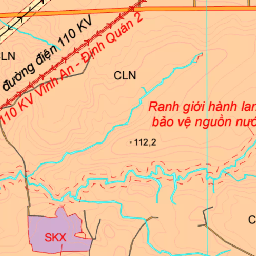 LN
đường điện 110 KV
110 KV Vĩnh An - Định Quán 2
CLN
Ranh giới hành lan
bảo vệ nguồn nướ
112,2
SKX